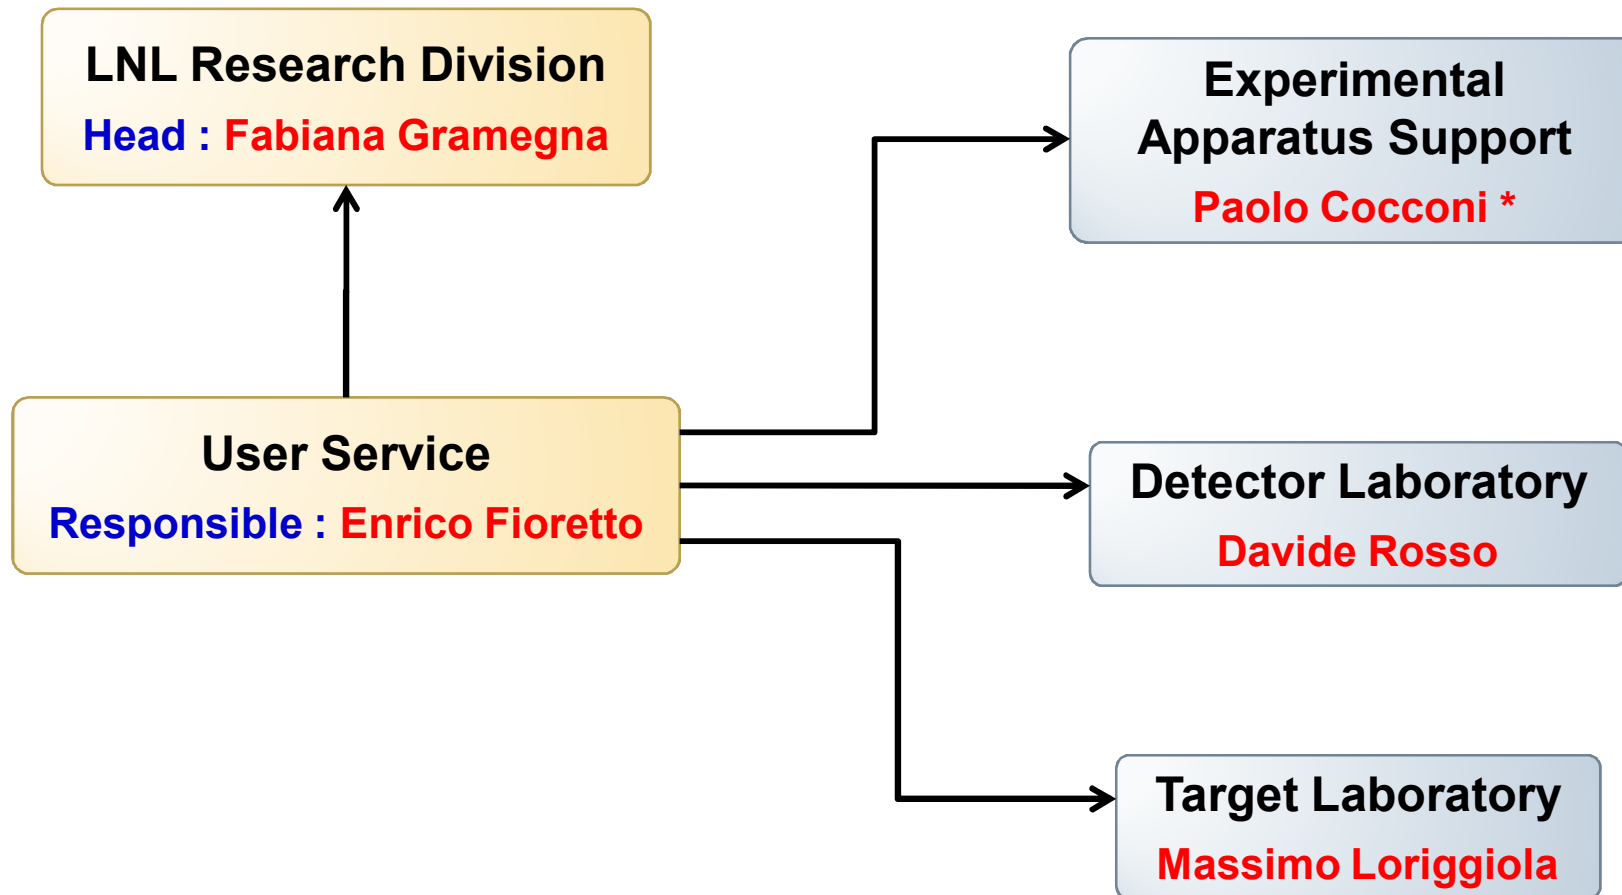 LNL Research Division
Head : Fabiana Gramegna
User Service
Responsible : Enrico Fioretto
Experimental
Apparatus Support
Paolo Cocconi *
Detector Laboratory
Davide Rosso
Target Laboratory
Massimo Loriggiola